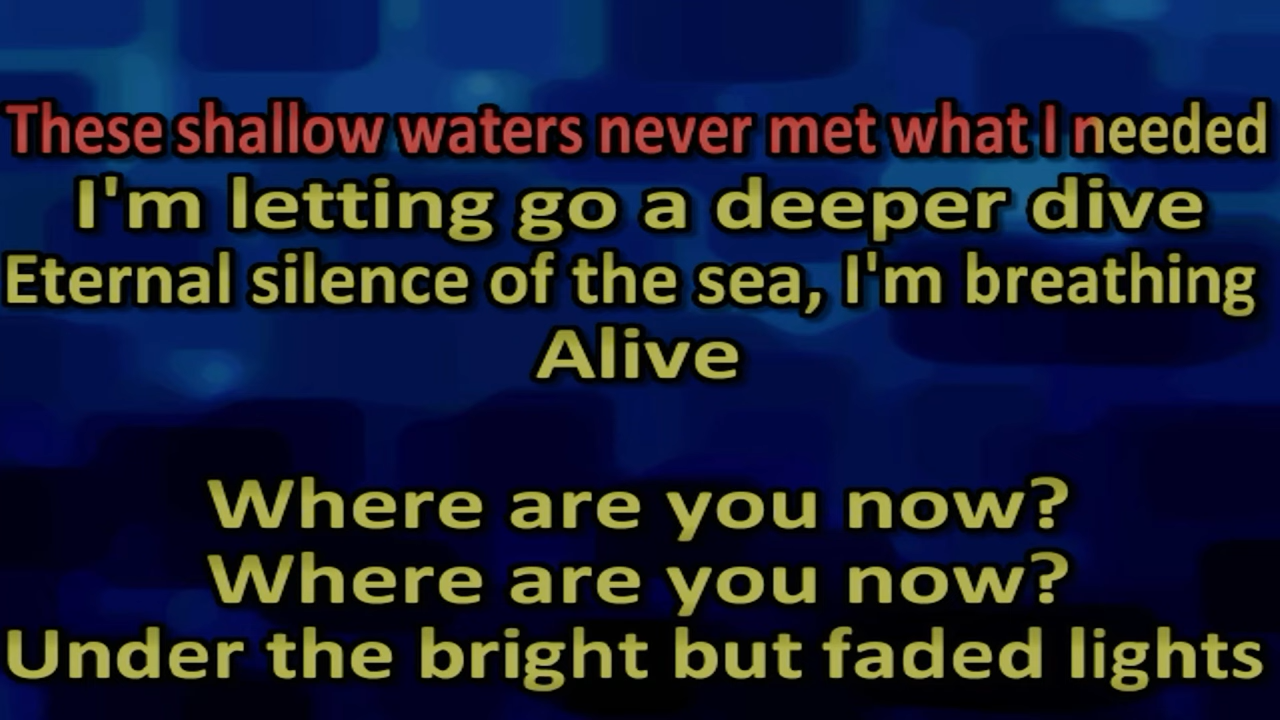 These shallow waters never met what I needed
I'm letting go a deeper dive
Eternal silence of the sea, I'm breathing
Alive
Where are you now?
Where are you now?
Under the bright but faded lights